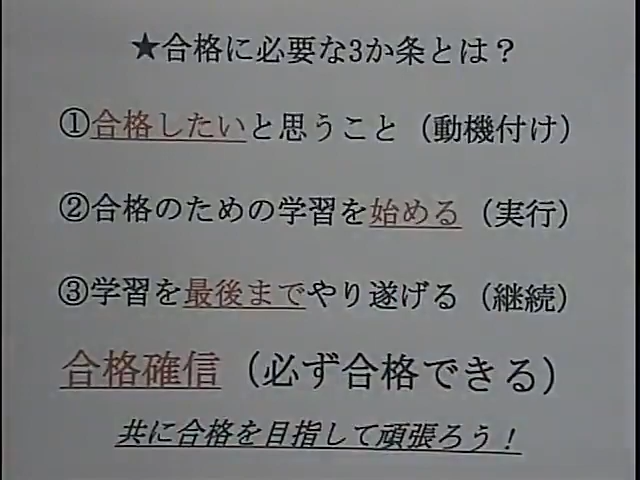 ★合格に必要な3か条とは？
①合格したいと思うこと（動機付け）
②合格のための学習を始める（実行）
③学習を最後までやり遂げる（継続）
合格確信（必ず合格できる）
共に合格を目指して頑張ろう！